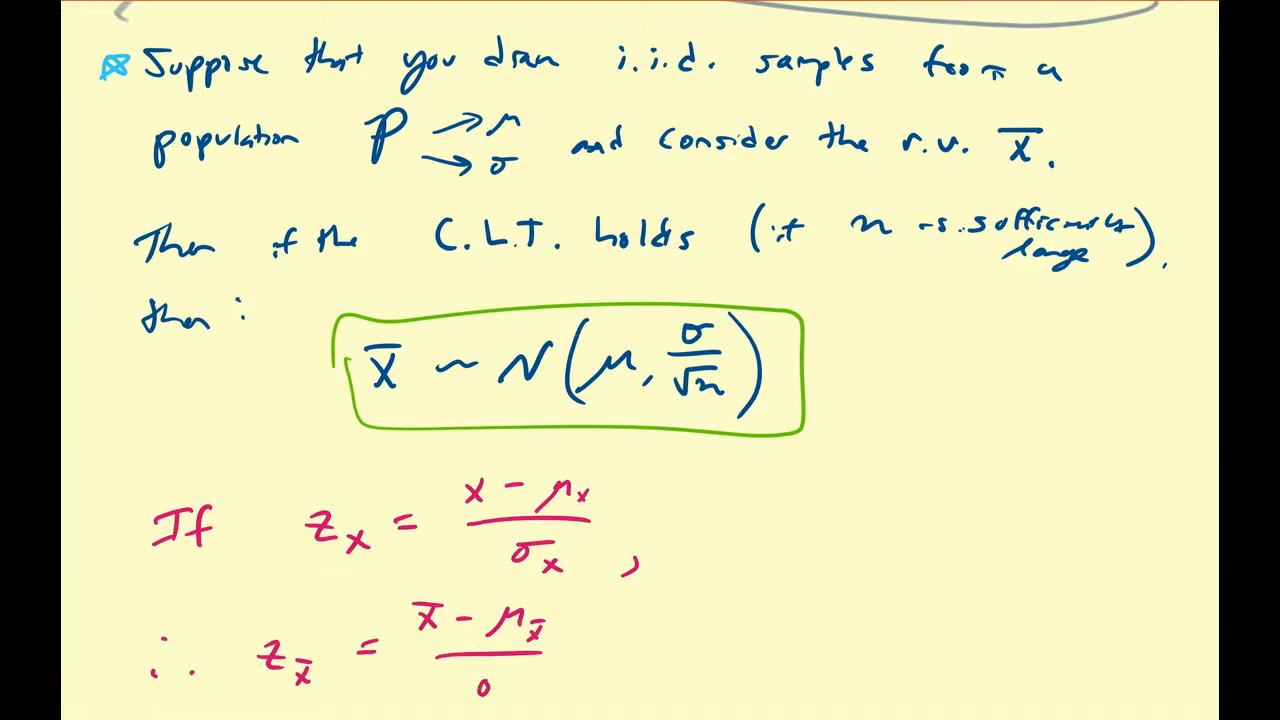 Suppose that you draw i.i.d. samples from a
population P → μ → σ and consider the r.v. X̄.
Then if the C.L.T. holds (if n is sufficiently large),
then:
X̄ ~ N(μ, σ/√n)
If z_x = (x - μ_x)/σ_x ,
∴ z_x̄ = (x̄ - μ_x̄)/σ